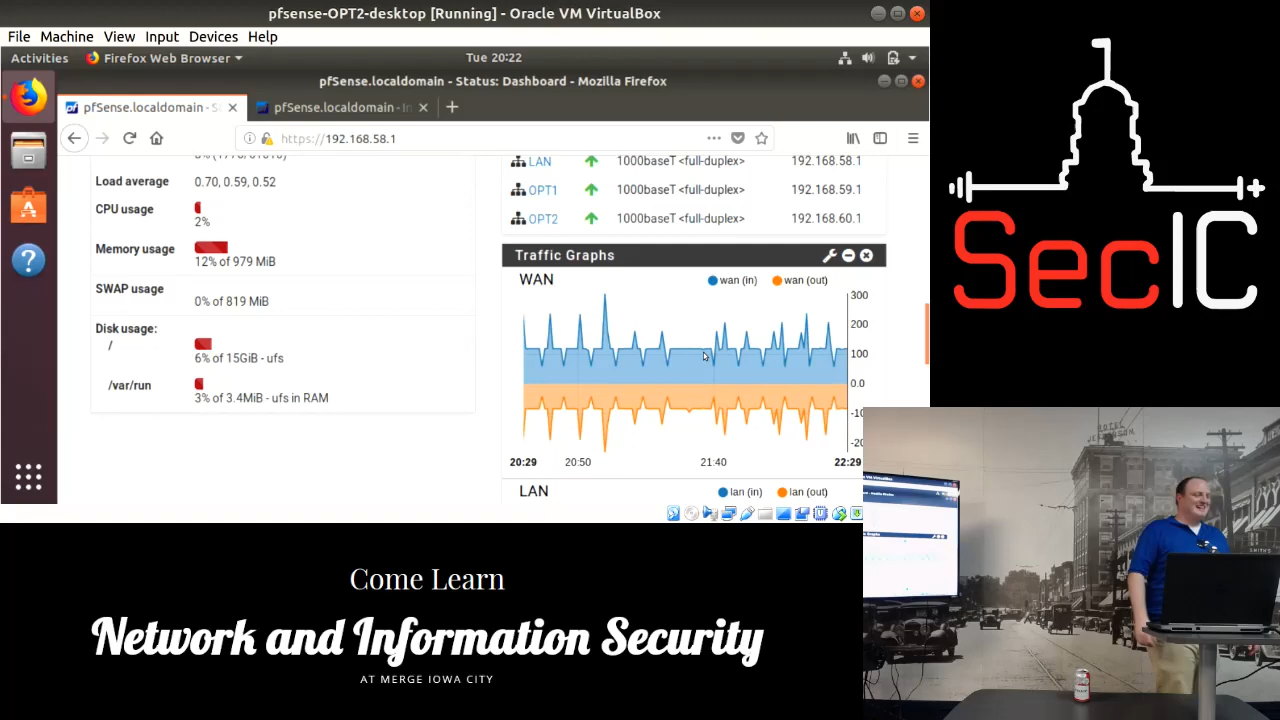 pfsense-OPT2-desktop [Running] - Oracle VM VirtualBox
File Machine View Input Devices Help
Activities Firefox Web Browser Tue 20:22
pfSense.localdomain - Status: Dashboard - Mozilla Firefox
pfSense.localdomain - S
pfSense.localdomain - In
https://192.168.58.1
Load average 0.70, 0.59, 0.52
CPU usage
2%
Memory usage
12% of 979 MiB
SWAP usage
0% of 819 MiB
Disk usage:
/
6% of 15GiB - ufs
/var/run
3% of 3.4MiB - ufs in RAM
LAN 1000baseT <full-duplex> 192.168.58.1
OPT1 1000baseT <full-duplex> 192.168.59.1
OPT2 1000baseT <full-duplex> 192.168.60.1
Traffic Graphs
WAN wan (in) wan (out)
300
200
100
0.0
-10
-20
20:29 20:50 21:40 22:29
LAN lan (in) lan (out)
SecIC
HOTEL
JEFFERSON
SMITH'S
Come Learn
Network and Information Security
AT MERGE IOWA CITY